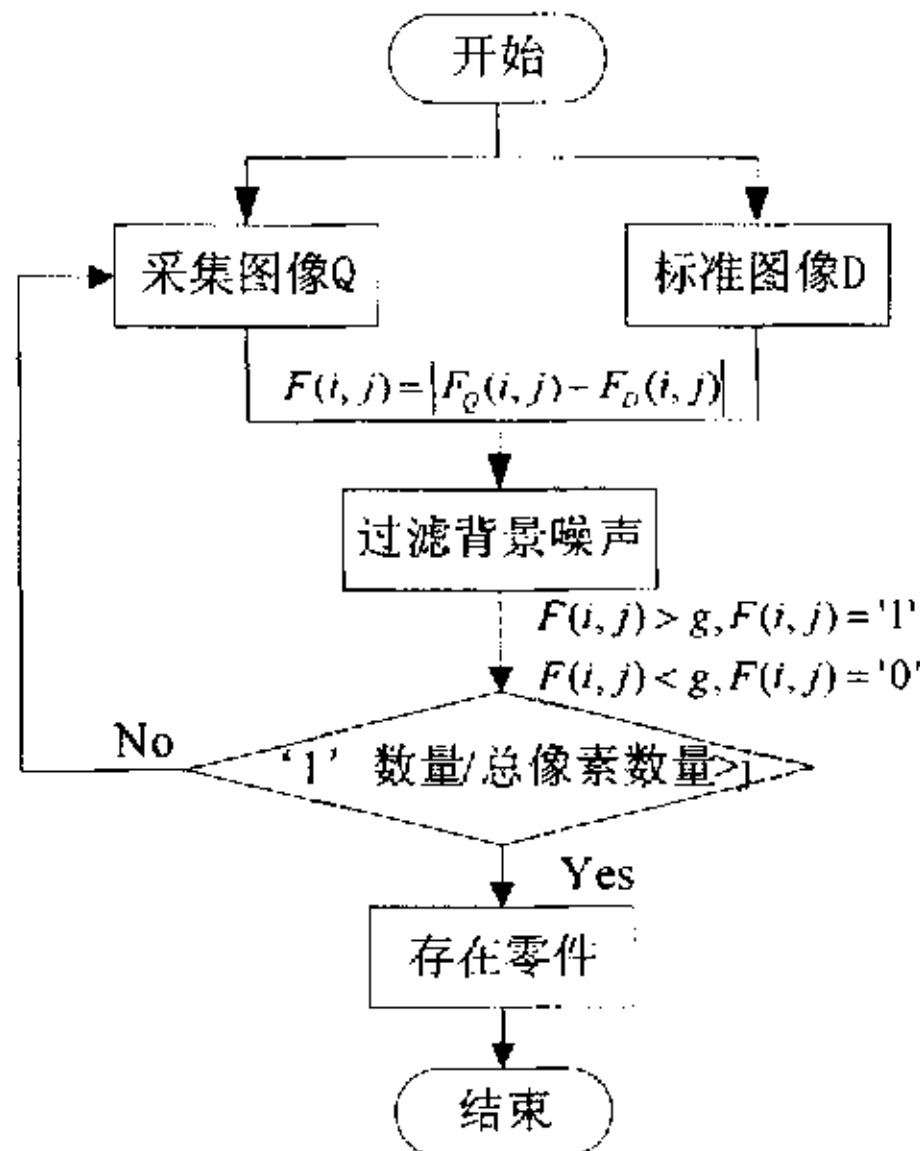 开始
采集图像Q
标准图像D
F(i, j) = |F_Q(i, j) - F_D(i, j)|
过滤背景噪声
F(i, j) > g, F(i, j) = '1'
F(i, j) < g, F(i, j) = '0'
No
‘1’ 数量/总像素数量>
Yes
存在零件
结束